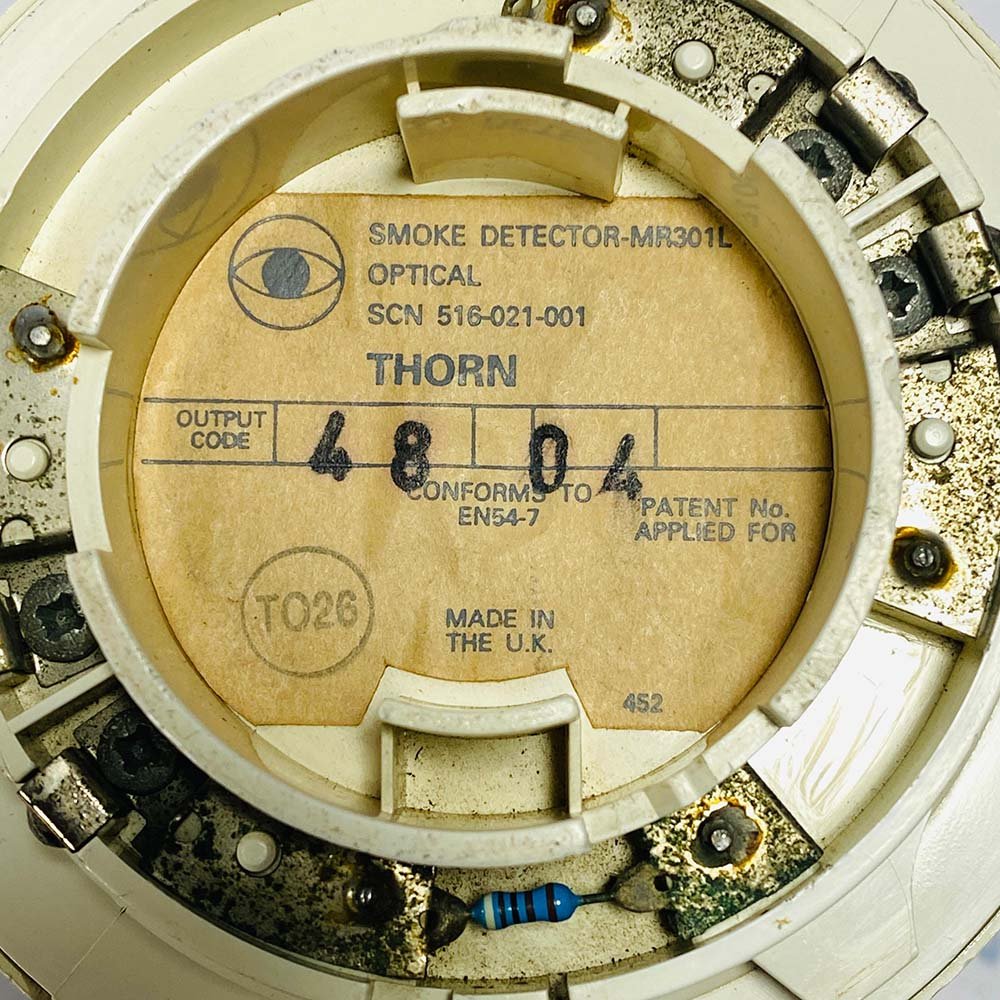 SMOKE DETECTOR-MR301L
OPTICAL
SCN 516-021-001
THORN
OUTPUT
CODE
48 04
CONFORMS TO
EN54-7
PATENT No.
APPLIED FOR
TO26
MADE IN
THE U.K.
452